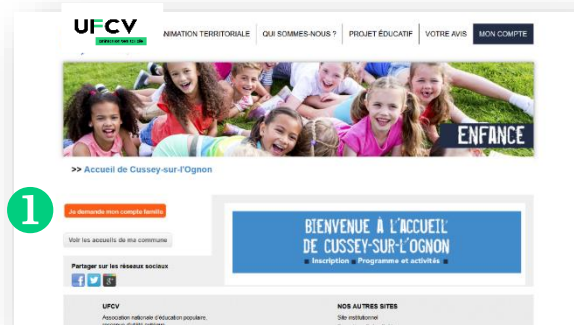 UFCV
ANIMATION TERRITORIALE
QUI SOMMES-NOUS ?
PROJET ÉDUCATIF
VOTRE AVIS
MON COMPTE
ENFANCE
>> Accueil de Cussey-sur-l'Ognon
1
Je demande mon compte famille
Voir les accueils de ma commune
Partager sur les réseaux sociaux
BIENVENUE À L'ACCUEIL
DE CUSSEY-SUR-L'OGNON
Inscription Programme et activités
UFCV
Association nationale d'éducation populaire,
NOS AUTRES SITES
Site institutionnel